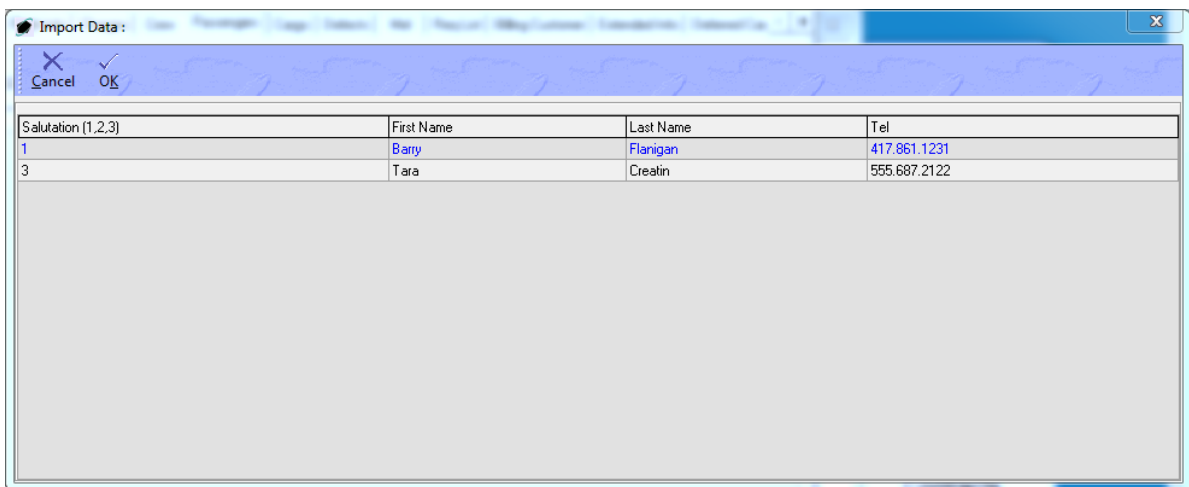 Import Data :
Cancel OK
Salutation (1,2,3) First Name Last Name Tel
1 Barry Flanigan 417.861.1231
3 Tara Creatin 555.687.2122